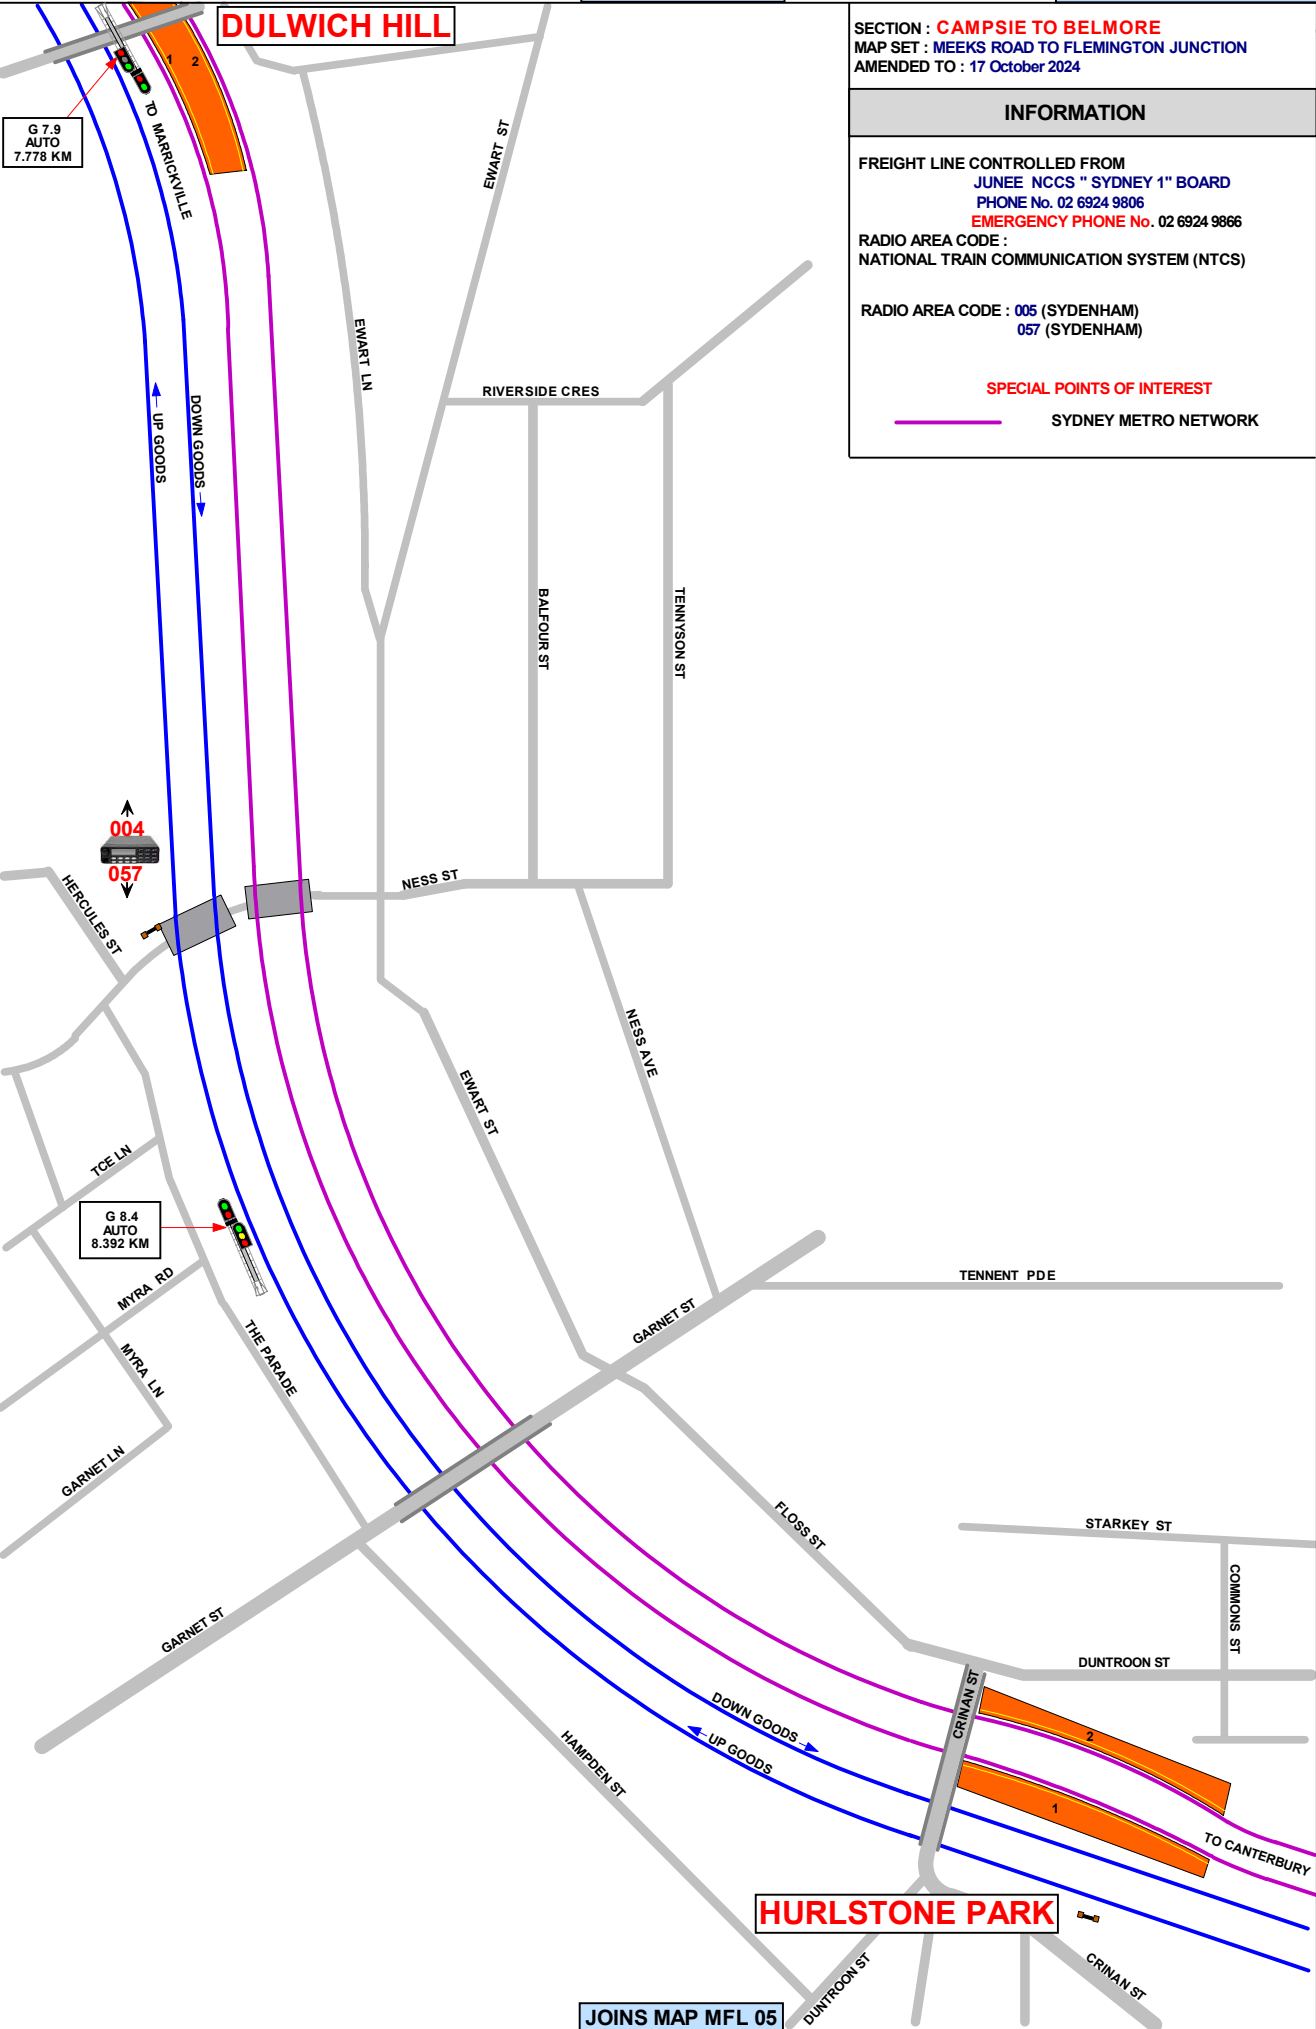 DULWICH HILL
SECTION : CAMPSIE TO BELMORE
MAP SET : MEEKS ROAD TO FLEMINGTON JUNCTION
AMENDED TO : 17 October 2024
INFORMATION
FREIGHT LINE CONTROLLED FROM
JUNEE NCCS " SYDNEY 1" BOARD
PHONE No. 02 6924 9806
EMERGENCY PHONE No. 02 6924 9866
RADIO AREA CODE :
NATIONAL TRAIN COMMUNICATION SYSTEM (NTCS)
RADIO AREA CODE : 005 (SYDENHAM)
057 (SYDENHAM)
SPECIAL POINTS OF INTEREST
SYDNEY METRO NETWORK
1
2
G 7.9
AUTO
7.778 KM
TO MARRICKVILLE
EWART ST
EWART LN
RIVERSIDE CRES
UP GOODS
DOWN GOODS
BALFOUR ST
TENNYSON ST
004
057
HERCULES ST
NESS ST
NESS AVE
EWART ST
TCE LN
G 8.4
AUTO
8.392 KM
MYRA RD
MYRA LN
THE PARADE
GARNET LN
GARNET ST
TENNENT PDE
GARNET ST
FLOSS ST
STARKEY ST
COMMONS ST
DUNTROON ST
CRINAN ST
DOWN GOODS
UP GOODS
HAMPDEN ST
2
1
TO CANTERBURY
HURLSTONE PARK
DUNTROON ST
CRINAN ST
JOINS MAP MFL 05